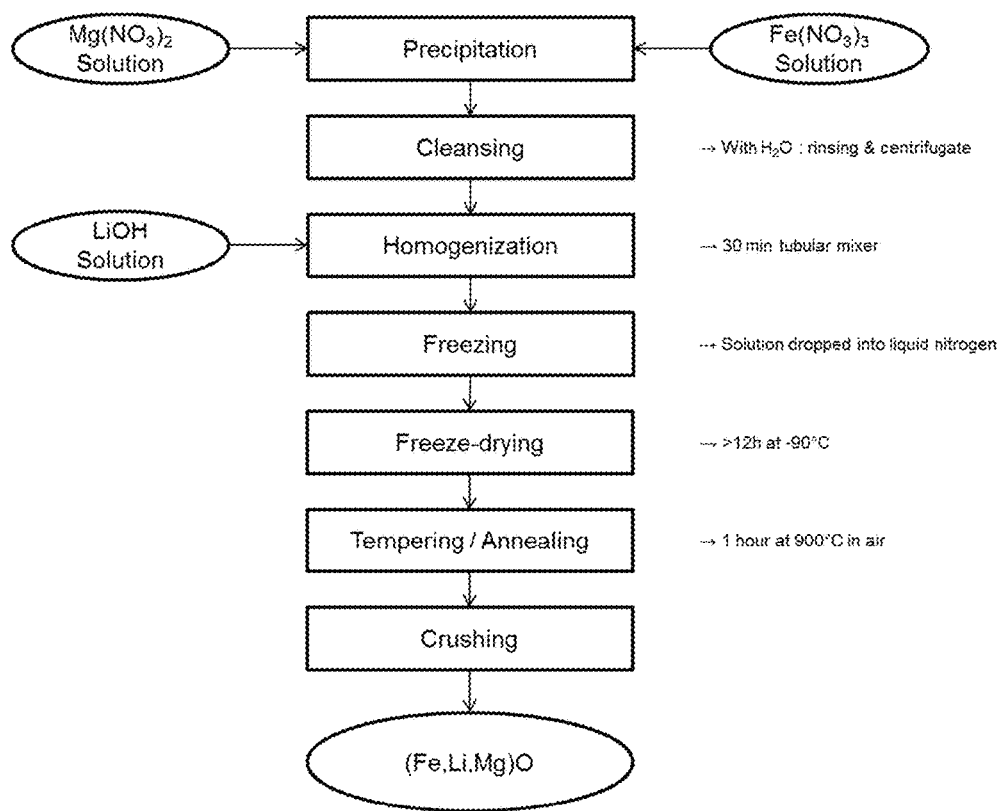 Mg(NO₃)₂
Solution
Precipitation
Fe(NO₃)₃
Solution
Cleansing
→ With H₂O : rinsing & centrifugate
LiOH
Solution
Homogenization
→ 30 min tubular mixer
Freezing
→ Solution dropped into liquid nitrogen
Freeze-drying
→ >12h at -90°C
Tempering / Annealing
→ 1 hour at 900°C in air
Crushing
(Fe,Li,Mg)O